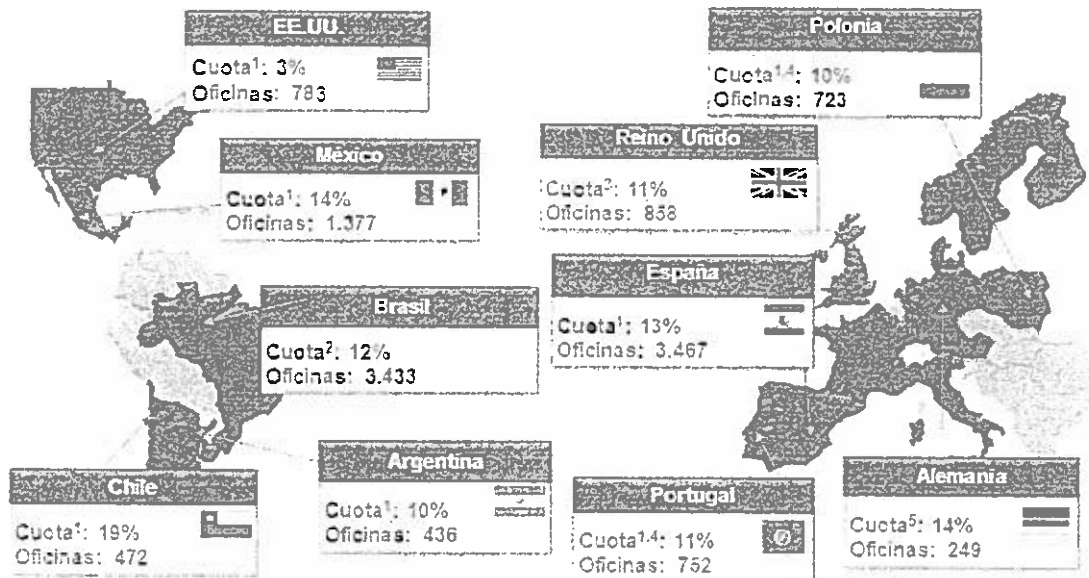 EE.UU.
Cuota¹: 3%
Oficinas: 783
Polonia
Cuota¹·⁴: 10%
Oficinas: 723
México
Cuota¹: 14%
Oficinas: 1.377
Reino Unido
Cuota²: 11%
Oficinas: 858
España
Cuota¹: 13%
Oficinas: 3.467
Brasil
Cuota²: 12%
Oficinas: 3.433
Chile
Cuota¹: 19%
Oficinas: 472
Argentina
Cuota¹: 10%
Oficinas: 436
Portugal
Cuota¹·⁴: 11%
Oficinas: 752
Alemania
Cuota⁵: 14%
Oficinas: 249